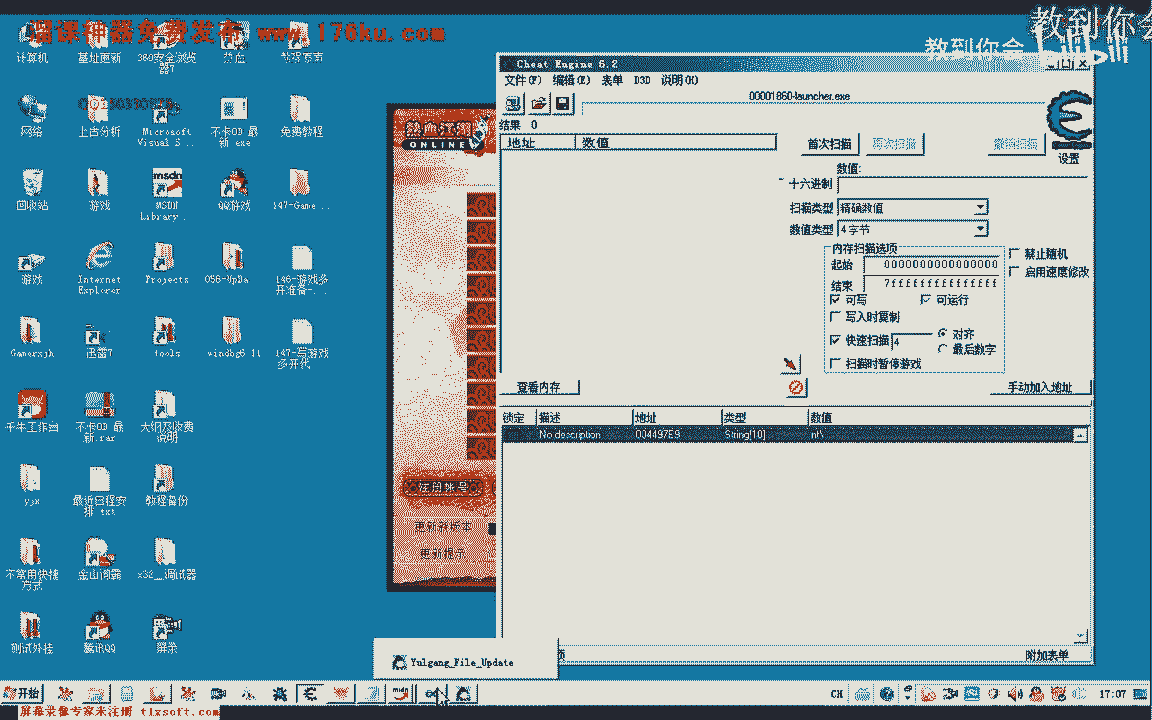 溜课神器免费发布 www.176ku.com
教到你会
教到你会
bilibili
计算机
基址更新
360安全浏览器7
网络
上古分析
Microsoft Visual S...
不卡OD 最新.exe
免费教程
回收站
游戏
MSDN Library...
QQ游戏
147-Game...
游戏
Internet Explorer
Projects
056-UpDa
146-游戏多开准备-...
Gamerxjh
迅雷7
tools
windbg6.11
147-写游戏多开代
千牛工作台
不卡OD 最新.rar
大纲及收费说明
yjx
最近日程安排.txt
教程备份
不常用快捷方式
金山词霸
x32__调试器
测试外挂
腾讯QQ
屏录
热血江湖
ONLINE
注册帐号
更新提示
Cheat Engine 6.2
文件(F) 编辑(E) 表单 D3D 说明(H)
00001860-launcher.exe
结果 0
地址 数值
首次扫描 再次扫描 撤销扫描
设置
数值:
十六进制
扫描类型 精确数值
数值类型 4字节
内存扫描选项
起始 0000000000000000
结束 7fffffffffffffff
可写 可运行
写入时复制
快速扫描 4 对齐
最后数字
扫描时暂停游戏
禁止随机
启用速度修改
查看内存
手动加入地址
锁定 描述 地址 类型 数值
No description 004497E9 String[10] nt\
附加表单
Yulgang_File_Update
开始
CH
17:07
屏幕录像专家未注册 tlxsoft.com